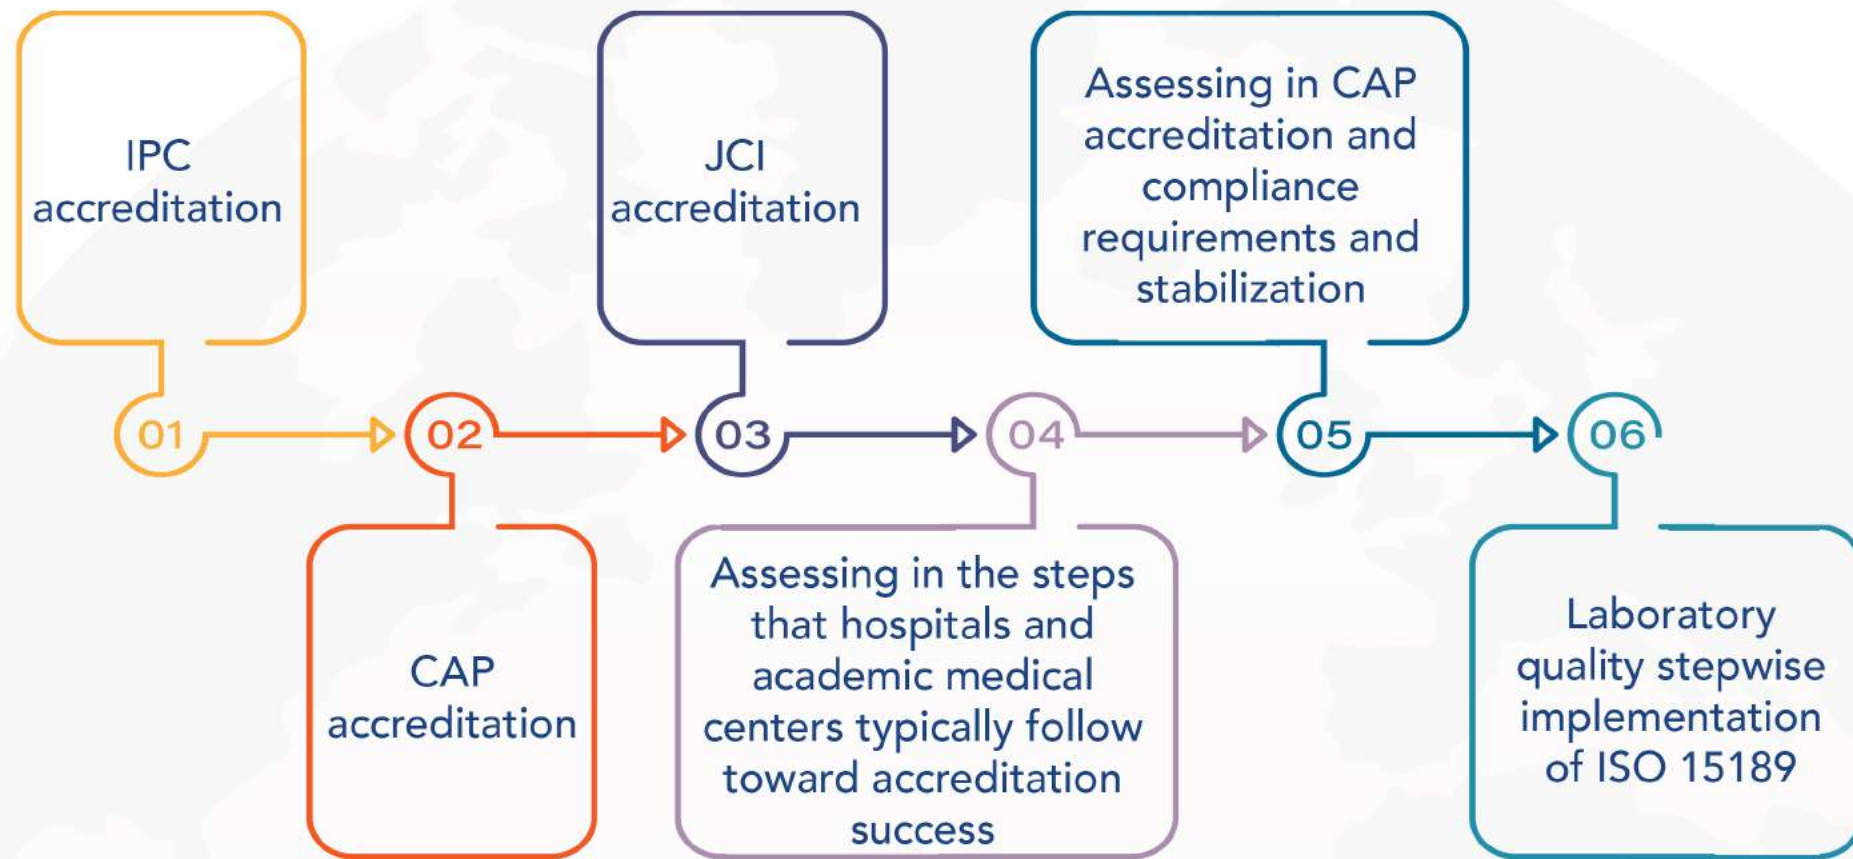 IPC
accreditation
JCI
accreditation
Assessing in CAP
accreditation and
compliance
requirements and
stabilization
01
02
03
04
05
06
CAP
accreditation
Assessing in the steps
that hospitals and
academic medical
centers typically follow
toward accreditation
success
Laboratory
quality stepwise
implementation
of ISO 15189